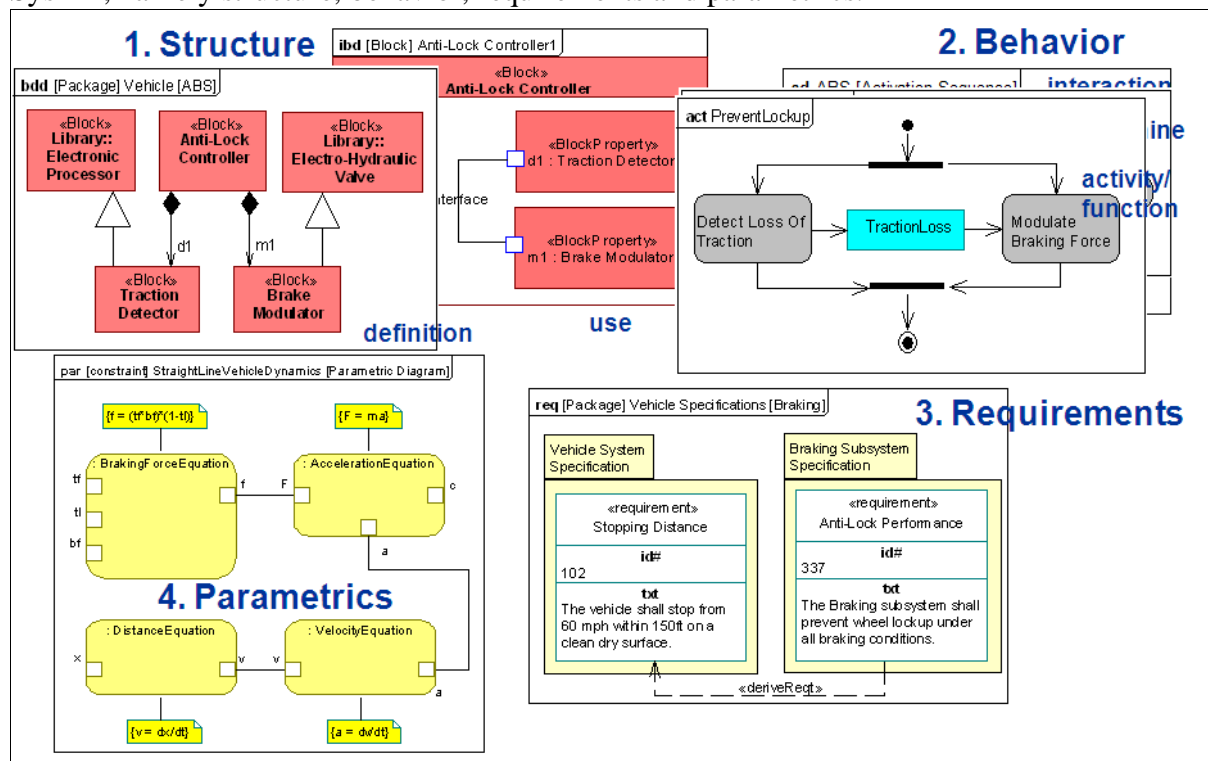 1. Structure
ibd [Block] Anti-Lock Controller1
«Block»
Anti-Lock Controller
«BlockProperty»
d1 : Traction Detector
«BlockProperty»
m1 : Brake Modulator
use
bdd [Package] Vehicle [ABS]
«Block»
Library::
Electronic
Processor
«Block»
Anti-Lock
Controller
«Block»
Library::
Electro-Hydraulic
Valve
d1
m1
«Block»
Traction
Detector
«Block»
Brake
Modulator
definition
2. Behavior
interaction
act PreventLockup
activity/
function
Detect Loss Of
Traction
TractionLoss
Modulate
Braking Force
par [constraint] StraightLineVehicleDynamics [Parametric Diagram]
{f = (tf*bf)*(1-tl)}
{F = ma}
: BrakingForceEquation
tf
tl
bf
f
: AccelerationEquation
F
c
a
4. Parametrics
: DistanceEquation
x
v
: VelocityEquation
v
a
{v = dx/dt}
{a = dv/dt}
3. Requirements
req [Package] Vehicle Specifications [Braking]
Vehicle System
Specification
«requirement»
Stopping Distance
id#
102
txt
The vehicle shall stop from
60 mph within 150ft on a
clean dry surface.
Braking Subsystem
Specification
«requirement»
Anti-Lock Performance
id#
337
txt
The Braking subsystem shall
prevent wheel lockup under
all braking conditions.
«deriveReqt»